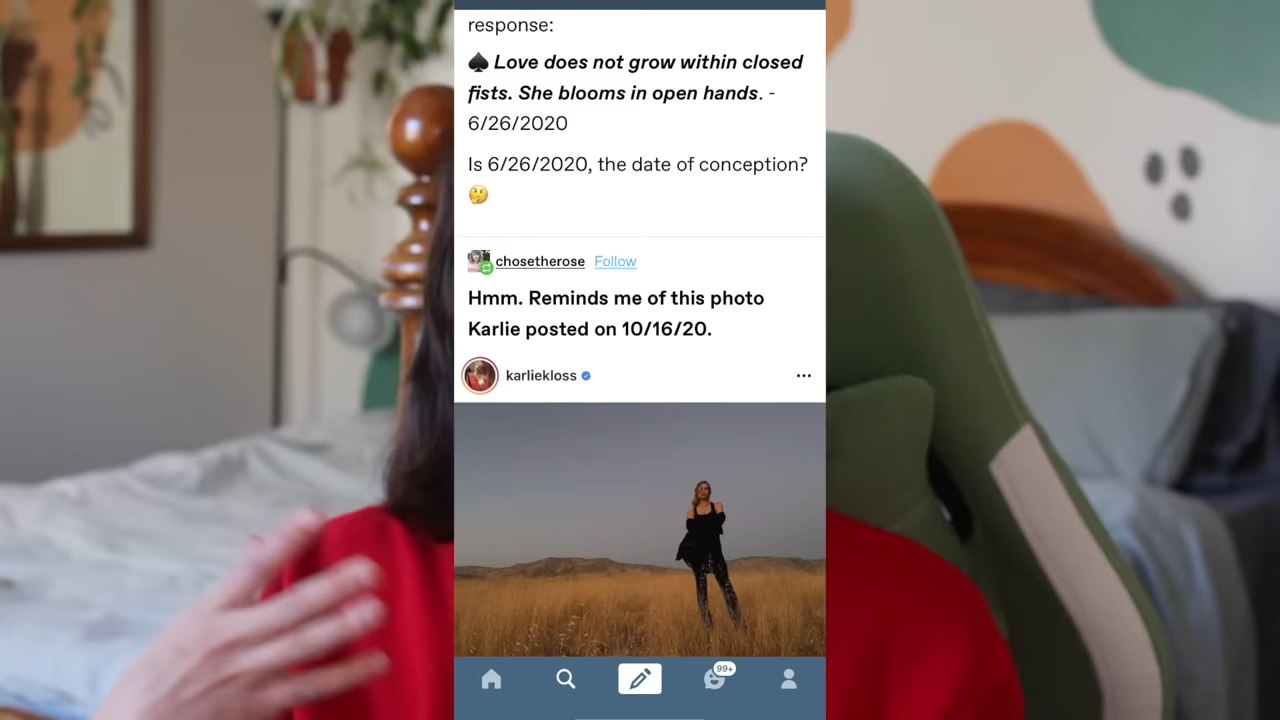 response:
♠ Love does not grow within closed
fists. She blooms in open hands. -
6/26/2020
Is 6/26/2020, the date of conception?
🤔
chosetherose Follow
Hmm. Reminds me of this photo
Karlie posted on 10/16/20.
karliekloss
99+